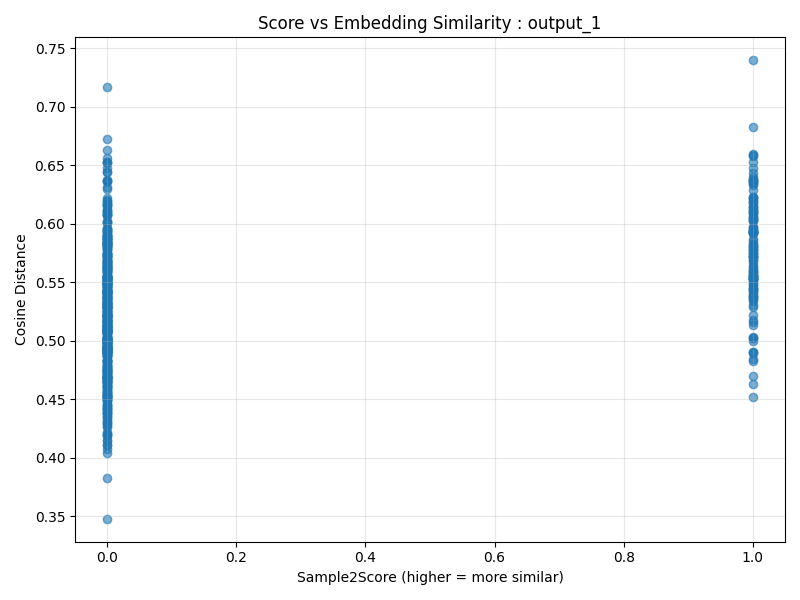 Score vs Embedding Similarity : output_1
Cosine Distance
0.75
0.70
0.65
0.60
0.55
0.50
0.45
0.40
0.35
0.0 0.2 0.4 0.6 0.8 1.0
Sample2Score (higher = more similar)